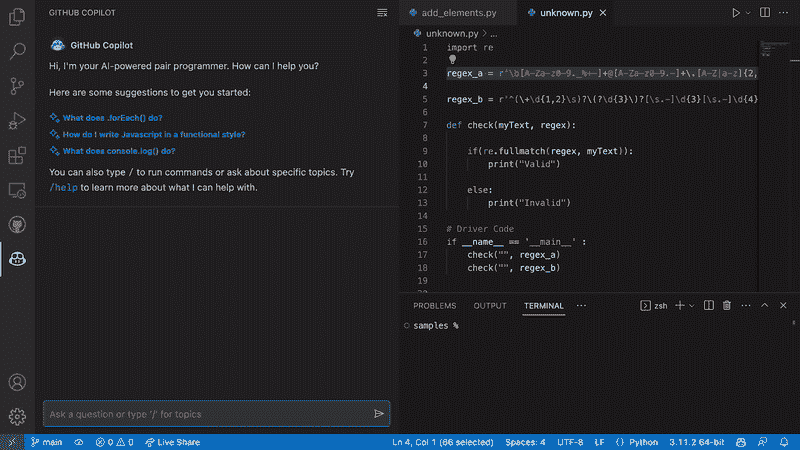 GITHUB COPILOT
GitHub Copilot
Hi, I'm your AI-powered pair programmer. How can I help you?
Here are some suggestions to get you started:
What does .forEach() do?
How do I write Javascript in a functional style?
What does console.log() do?
You can also type / to run commands or ask about specific topics. Try
/help to learn more about what I can help with.
Ask a question or type '/' for topics
add_elements.py
unknown.py
unknown.py > ...
1 import re
2
3 regex_a = r'\b[A-Za-z0-9._%+-]+@[A-Za-z0-9.-]+\.[A-Z|a-z]{2,
4
5 regex_b = r'^(\+\d{1,2}\s)?\(?\d{3}\)?[\s.-]\d{3}[\s.-]\d{4}
6
7 def check(myText, regex):
8
9 if(re.fullmatch(regex, myText)):
10 print("Valid")
11
12 else:
13 print("Invalid")
14
15 # Driver Code
16 if __name__ == '__main__' :
17 check("", regex_a)
18 check("", regex_b)
19
PROBLEMS OUTPUT TERMINAL ... zsh
samples %
main 0 0 Live Share Ln 4, Col 1 (66 selected) Spaces: 4 UTF-8 LF {} Python 3.11.2 64-bit